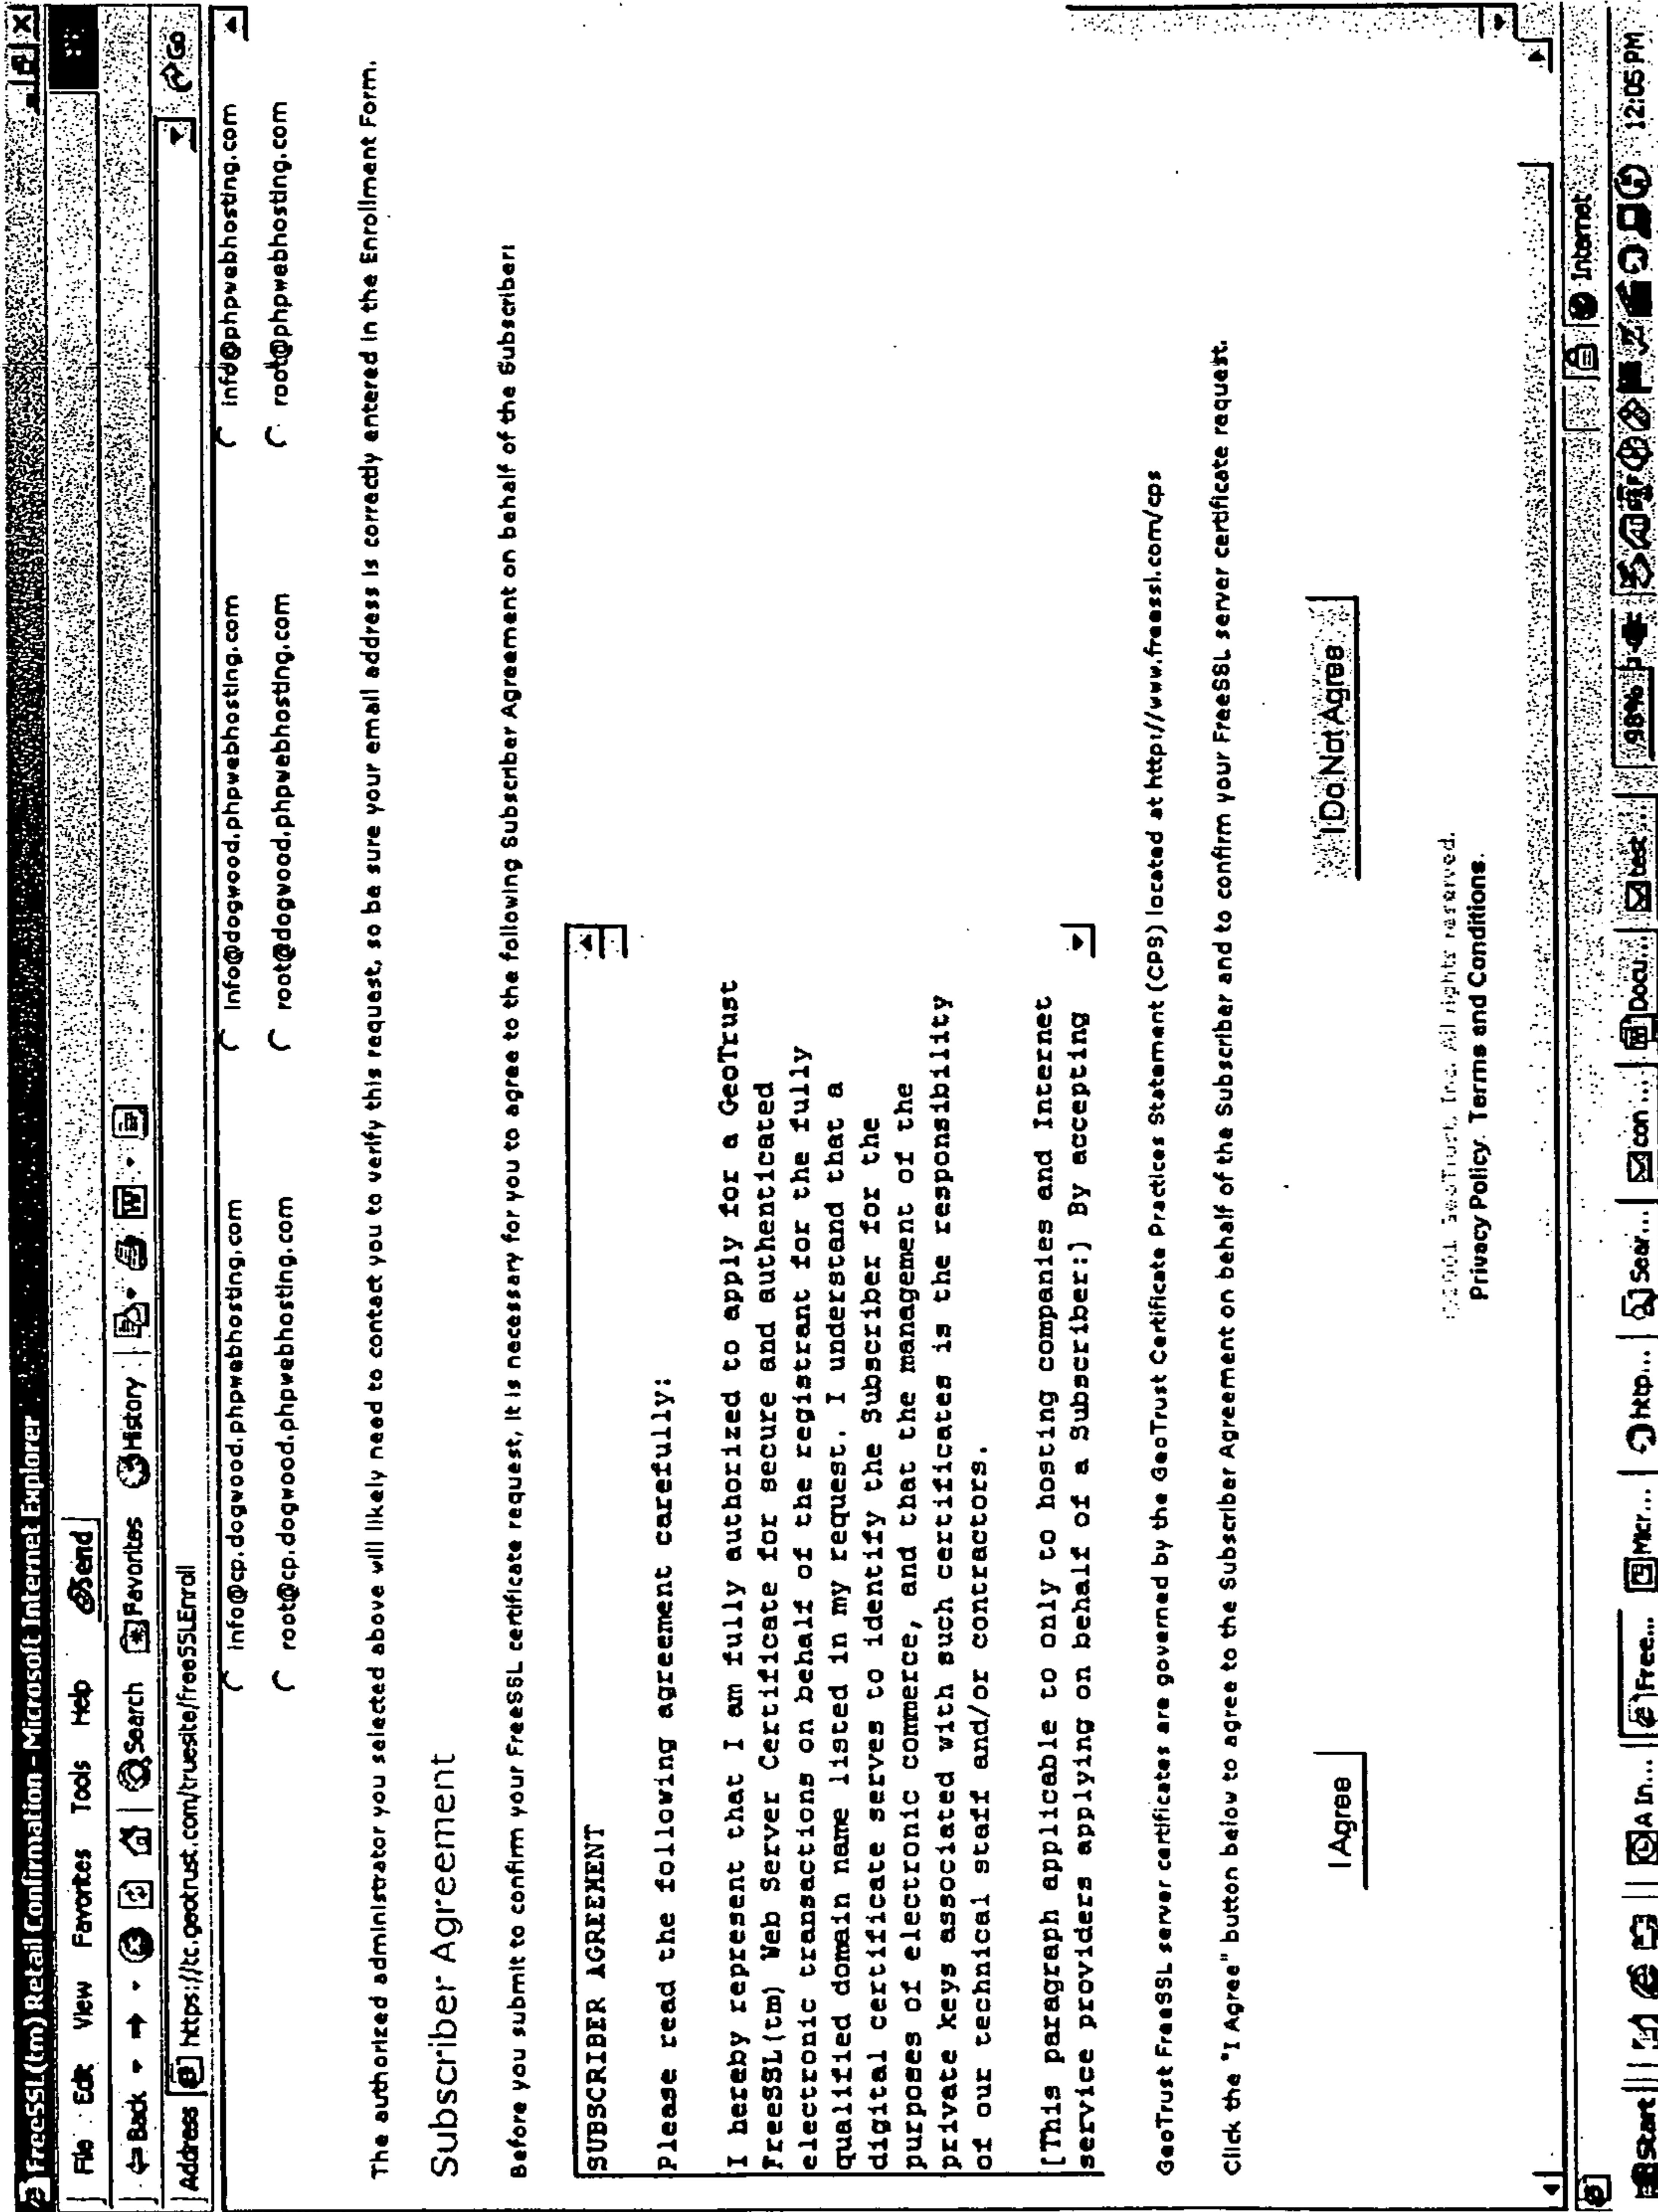 FreeSSL(tm) Retail Confirmation - Microsoft Internet Explorer
File Edit View Favorites Tools Help Send
Back Search Favorites History
Address https://tc.geotrust.com/truesite/freeSSLEnroll Go
info@cp.dogwood.phpwebhosting.com info@dogwood.phpwebhosting.com info@phpwebhosting.com
root@cp.dogwood.phpwebhosting.com root@dogwood.phpwebhosting.com root@phpwebhosting.com
The authorized administrator you selected above will likely need to contact you to verify this request, so be sure your email address is correctly entered in the Enrollment Form.
Subscriber Agreement
Before you submit to confirm your FreeSSL certificate request, it is necessary for you to agree to the following Subscriber Agreement on behalf of the Subscriber:
SUBSCRIBER AGREEMENT
Please read the following agreement carefully:
I hereby represent that I am fully authorized to apply for a GeoTrust
FreeSSL(tm) Web Server Certificate for secure and authenticated
electronic transactions on behalf of the registrant for the fully
qualified domain name listed in my request. I understand that a
digital certificate serves to identify the Subscriber for the
purposes of electronic commerce, and that the management of the
private keys associated with such certificates is the responsibility
of our technical staff and/or contractors.
[This paragraph applicable to only to hosting companies and Internet
service providers applying on behalf of a Subscriber:) By accepting
GeoTrust FreeSSL server certificates are governed by the GeoTrust Certificate Practices Statement (CPS) located at http://www.freessl.com/cps
Click the "I Agree" button below to agree to the Subscriber Agreement on behalf of the Subscriber and to confirm your FreeSSL server certificate request.
I Agree I Do Not Agree
2001 GeoTrust, Inc. All rights reserved.
Privacy Policy. Terms and Conditions.
Internet
Start A In... Free... Micr... http... Sear... con ... Docu... test ... 98% 12:05 PM